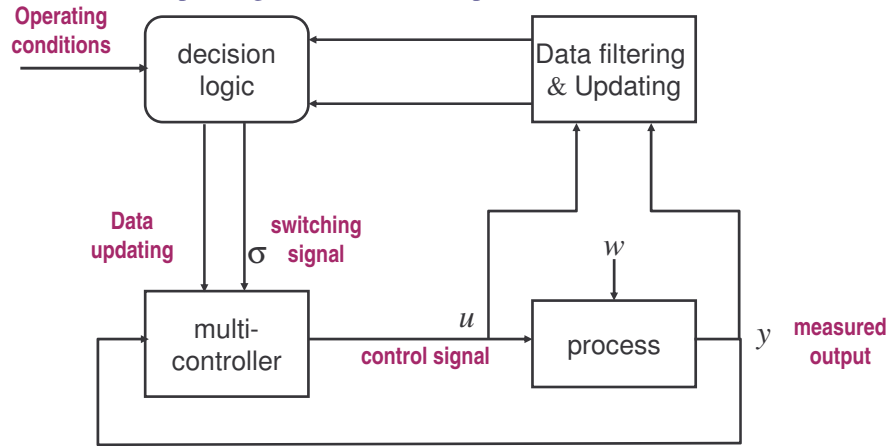 Operating
conditions
decision
logic
Data filtering
& Updating
Data
updating
σ
switching
signal
w
multi-
controller
u
control signal
process
y
measured
output